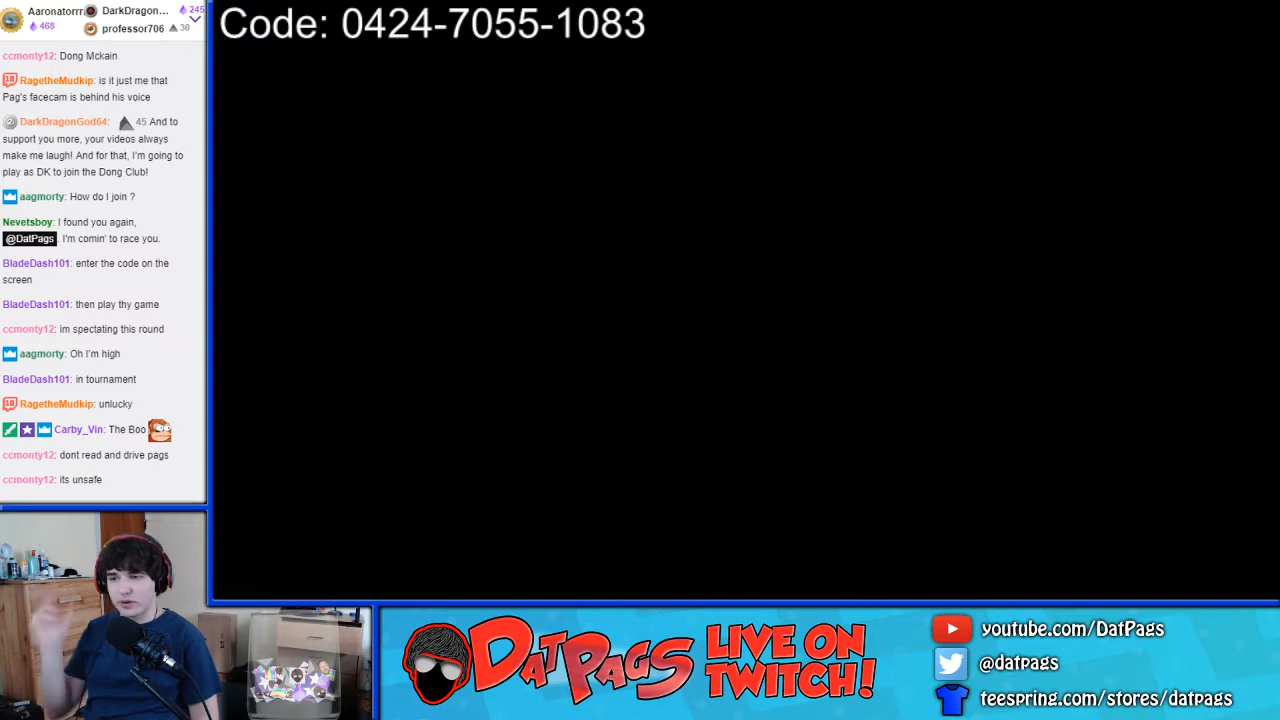 Aaronatorrr DarkDragon... 245
468 professor706 30
Code: 0424-7055-1083
ccmonty12: Dong Mckain
RagetheMudkip: is it just me that
Pag's facecam is behind his voice
DarkDragonGod64: 45 And to
support you more, your videos always
make me laugh! And for that, I'm going to
play as DK to join the Dong Club!
aagmorty: How do I join ?
Nevetsboy: I found you again,
@DatPags . I'm comin' to race you.
BladeDash101: enter the code on the
screen
BladeDash101: then play thy game
ccmonty12: im spectating this round
aagmorty: Oh I'm high
BladeDash101: in tournament
RagetheMudkip: unlucky
Carby_Vin: The Boo
ccmonty12: dont read and drive pags
ccmonty12: its unsafe
DATPAGS LIVE ON
TWITCH!
youtube.com/DatPags
@datpags
teespring.com/stores/datpags